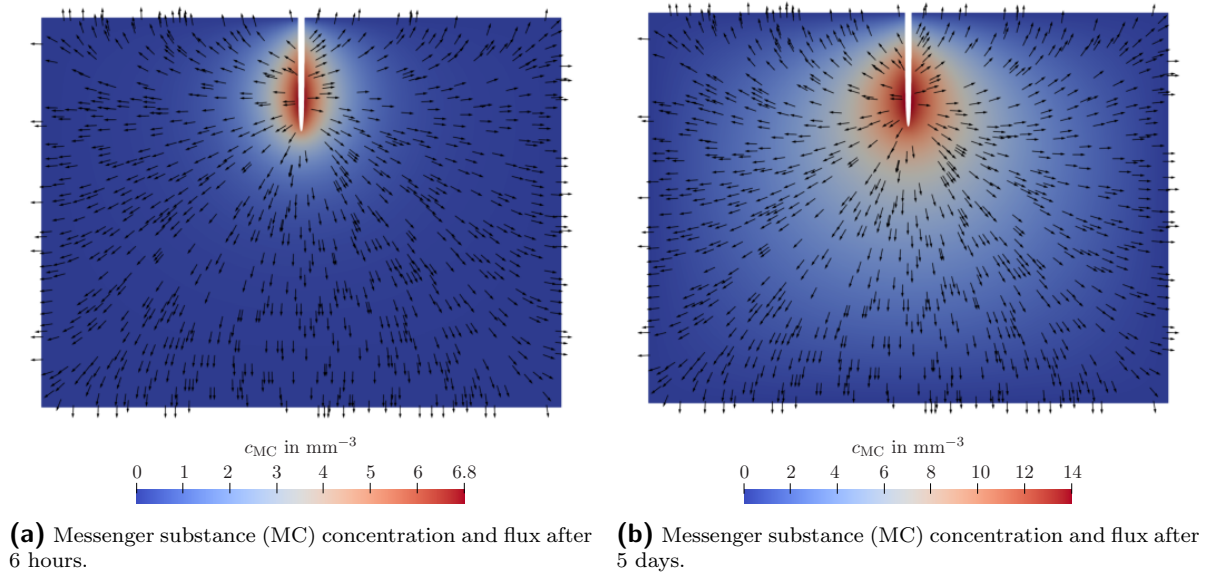 c_MC in mm⁻³
0 1 2 3 4 5 6 6.8
(a) Messenger substance (MC) concentration and flux after
6 hours.
c_MC in mm⁻³
0 2 4 6 8 10 12 14
(b) Messenger substance (MC) concentration and flux after
5 days.